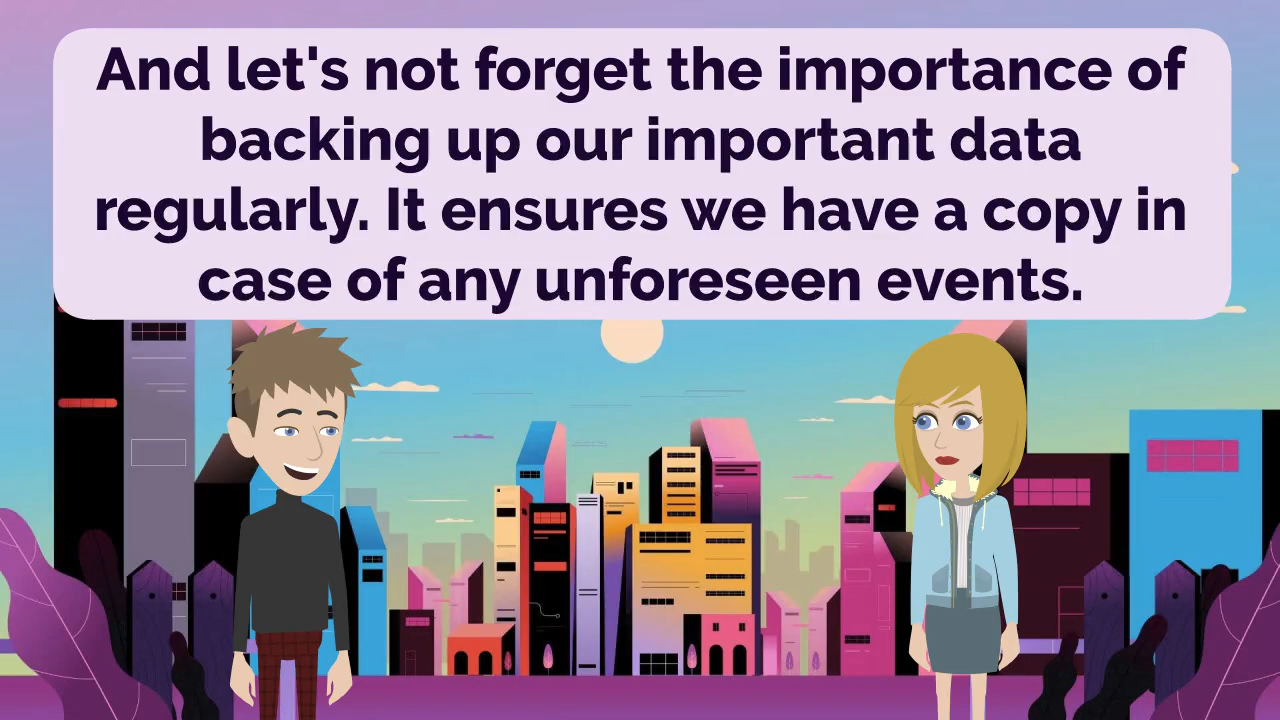 And let's not forget the importance of
backing up our important data
regularly. It ensures we have a copy in
case of any unforeseen events.